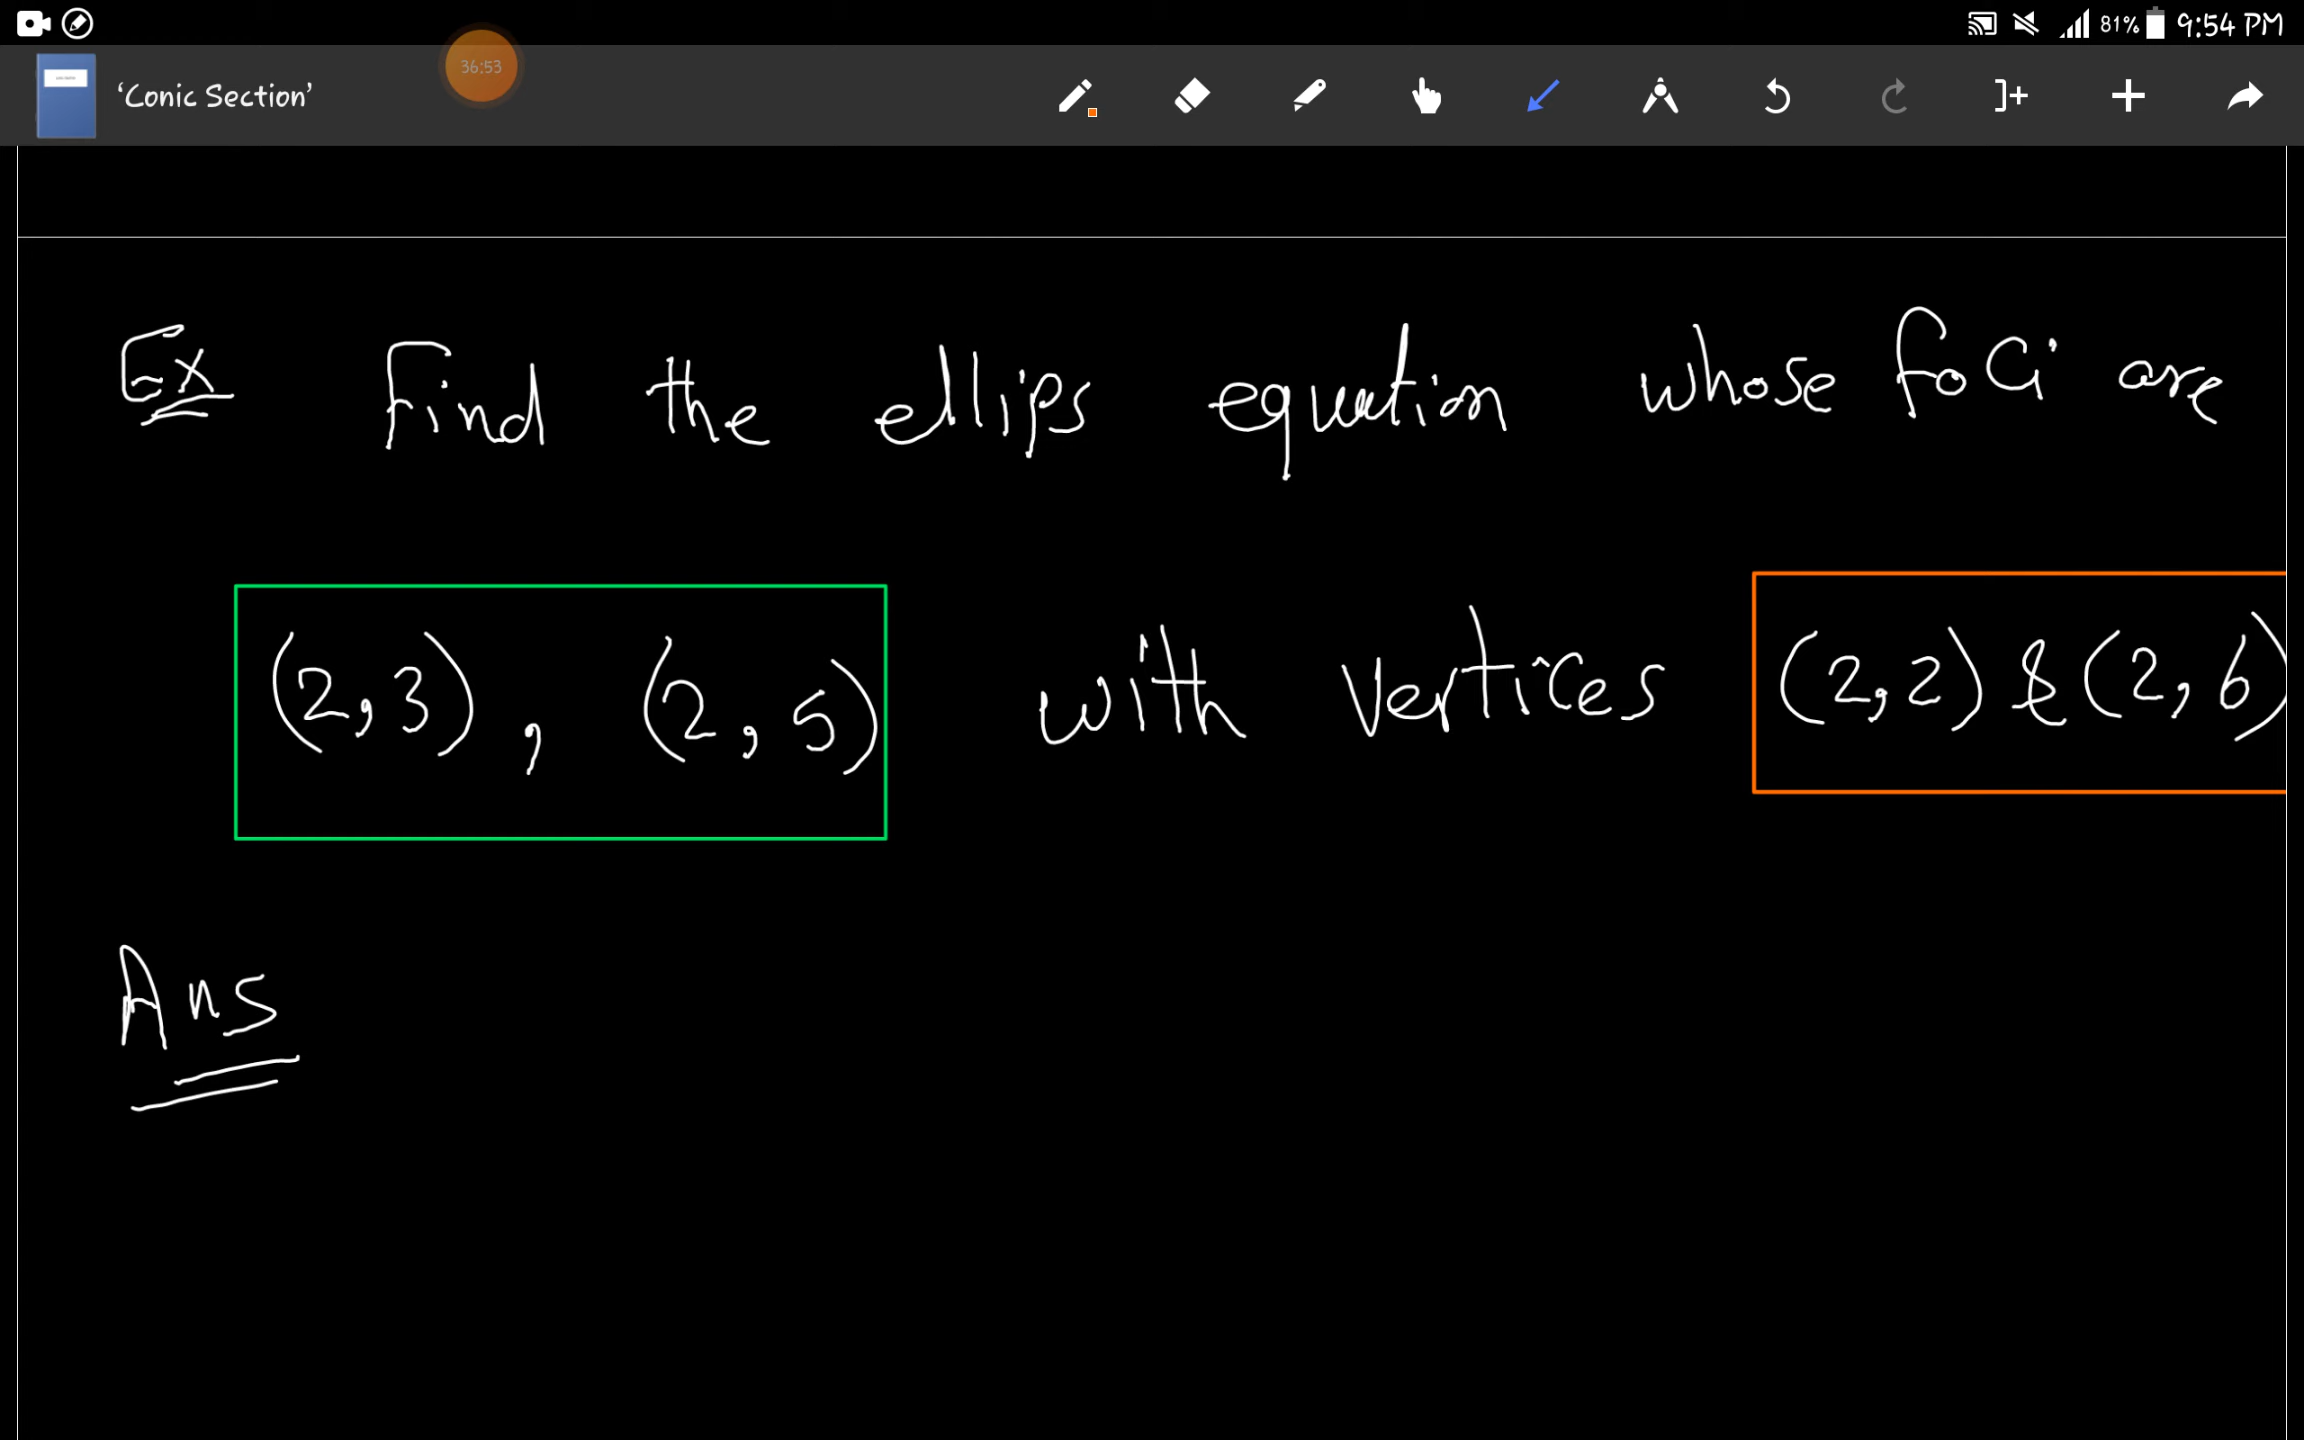 81% 9:54 PM
'Conic Section' 36:53 ]+
Ex Find the ellips equation whose foci are
(2,3) , (2,5) with vertices (2,2) & (2,6)
Ans